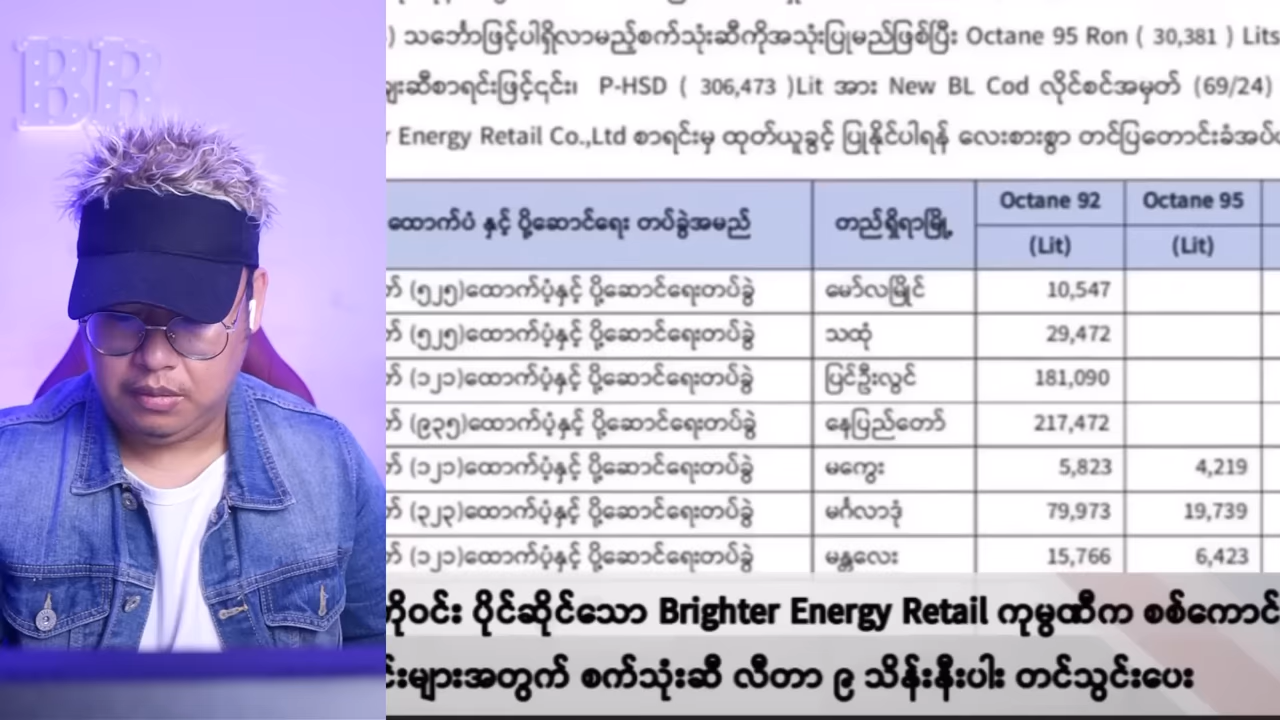 BB
) သင်္ဘောဖြင့်ပါရှိလာမည့်စက်သုံးဆီကိုအသုံးပြုမည်ဖြစ်ပြီး Octane 95 Ron ( 30,381 ) Lits
ဆီစာရင်းဖြင့်၎င်း၊ P-HSD ( 306,473 )Lit အား New BL Cod လိုင်စင်အမှတ် (69/24)
Energy Retail Co.,Ltd စာရင်းမှ ထုတ်ယူခွင့် ပြုနိုင်ပါရန် လေးစားစွာ တင်ပြတောင်းခံအပ်
ထောက်ပံ နှင့် ပို့ဆောင်ရေး တပ်ခွဲအမည် တည်ရှိရာမြို့ Octane 92 (Lit) Octane 95 (Lit)
(၅၂၅)ထောက်ပံ့နှင့် ပို့ဆောင်ရေးတပ်ခွဲ မော်လမြိုင် 10,547
(၅၂၅)ထောက်ပံ့နှင့် ပို့ဆောင်ရေးတပ်ခွဲ သထုံ 29,472
(၁၂၁)ထောက်ပံ့နှင့် ပို့ဆောင်ရေးတပ်ခွဲ ပြင်ဦးလွင် 181,090
(၉၃၅)ထောက်ပံ့နှင့် ပို့ဆောင်ရေးတပ်ခွဲ နေပြည်တော် 217,472
(၁၂၁)ထောက်ပံ့နှင့် ပို့ဆောင်ရေးတပ်ခွဲ မကွေး 5,823 4,219
(၃၂၃)ထောက်ပံ့နှင့် ပို့ဆောင်ရေးတပ်ခွဲ မင်္ဂလာဒုံ 79,973 19,739
(၁၂၁)ထောက်ပံ့နှင့် ပို့ဆောင်ရေးတပ်ခွဲ မန္တလေး 15,766 6,423
ကိုဝင်း ပိုင်ဆိုင်သော Brighter Energy Retail ကုမ္ပဏီက စစ်ကောင်
းများအတွက် စက်သုံးဆီ လီတာ ၉ သိန်းနီးပါး တင်သွင်းပေး